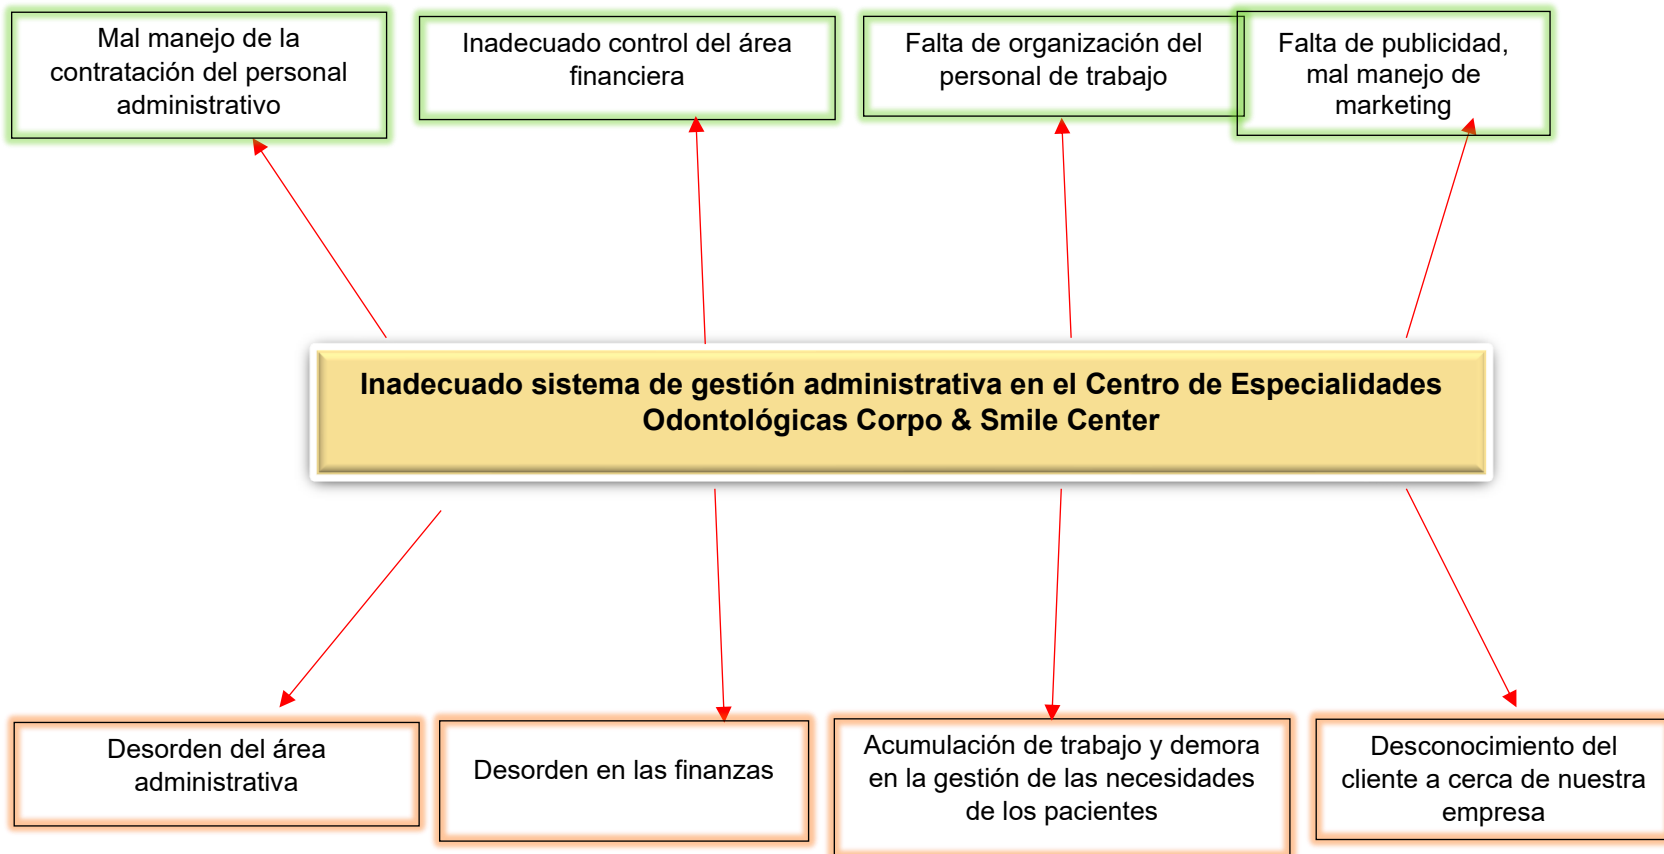 Mal manejo de la
contratación del personal
administrativo
Inadecuado control del área
financiera
Falta de organización del
personal de trabajo
Falta de publicidad,
mal manejo de
marketing
Inadecuado sistema de gestión administrativa en el Centro de Especialidades
Odontológicas Corpo & Smile Center
Desorden del área
administrativa
Desorden en las finanzas
Acumulación de trabajo y demora
en la gestión de las necesidades
de los pacientes
Desconocimiento del
cliente a cerca de nuestra
empresa